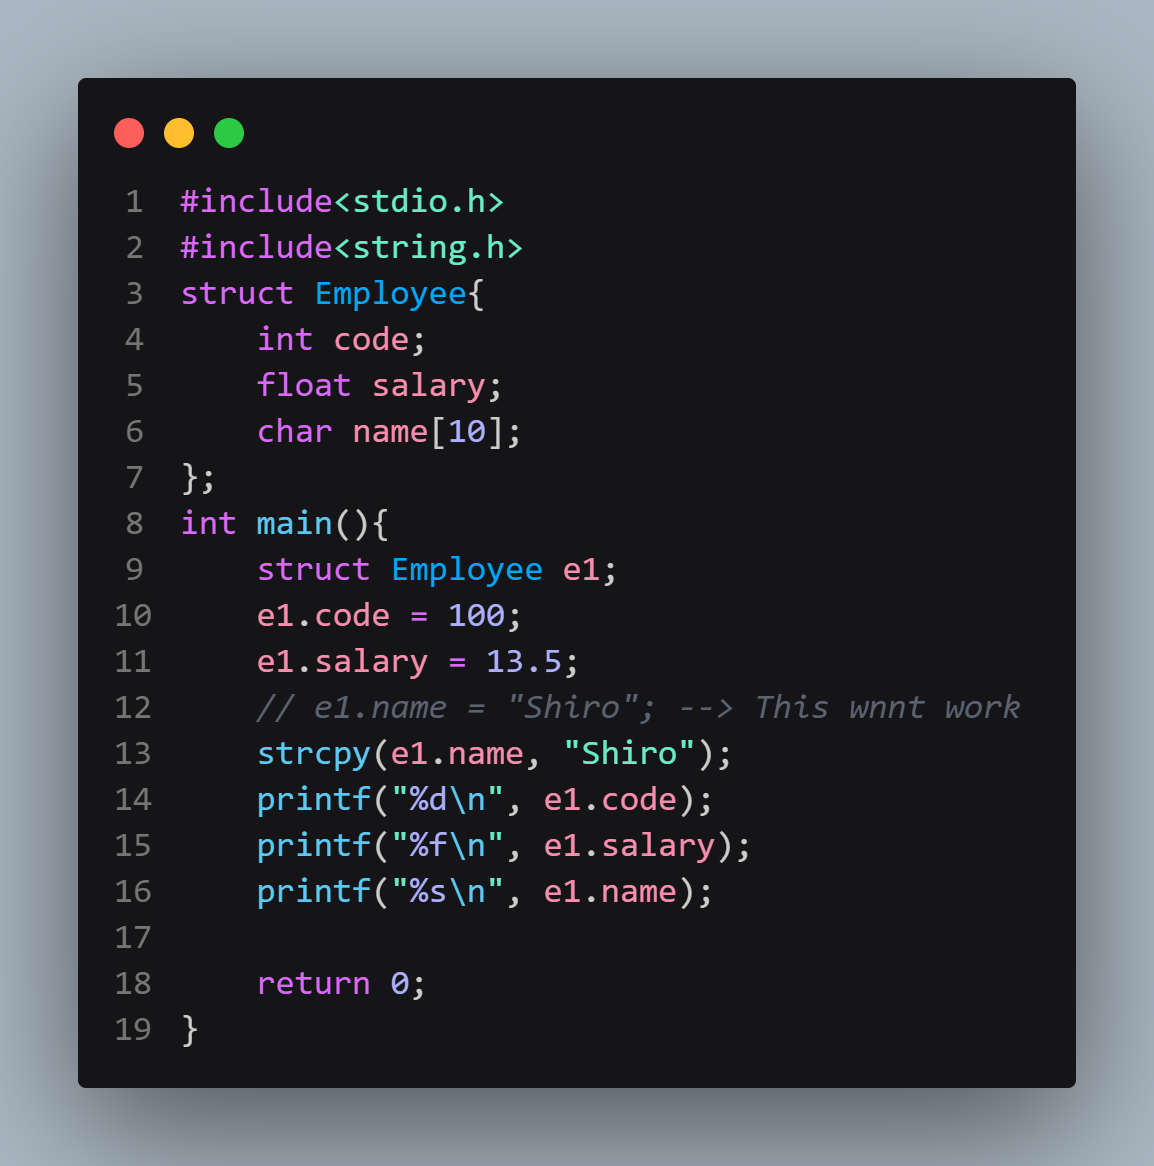 1 #include<stdio.h>
2 #include<string.h>
3 struct Employee{
4     int code;
5     float salary;
6     char name[10];
7 };
8 int main(){
9     struct Employee e1;
10     e1.code = 100;
11     e1.salary = 13.5;
12     // e1.name = "Shiro"; --> This wnnt work
13     strcpy(e1.name, "Shiro");
14     printf("%d\n", e1.code);
15     printf("%f\n", e1.salary);
16     printf("%s\n", e1.name);
17
18     return 0;
19 }